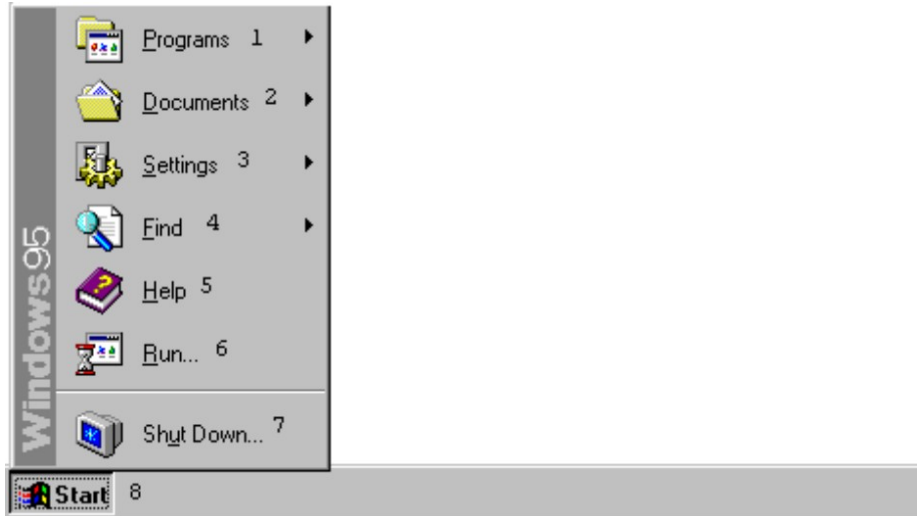 Programs 1
Documents 2
Settings 3
Find 4
Help 5
Run... 6
Shut Down... 7
Windows95
Start 8